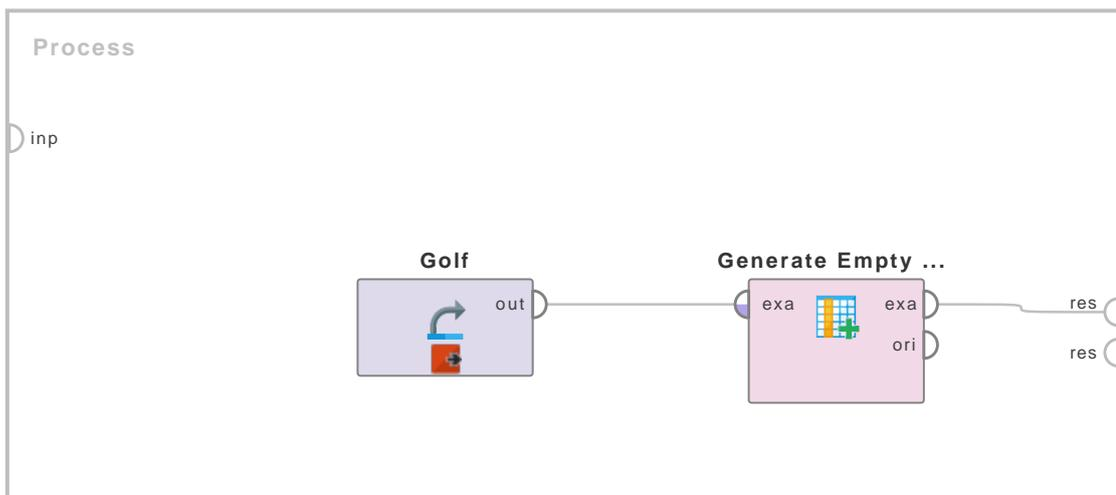 Process
inp
Golf
Generate Empty ...
out
exa
exa
res
ori
res